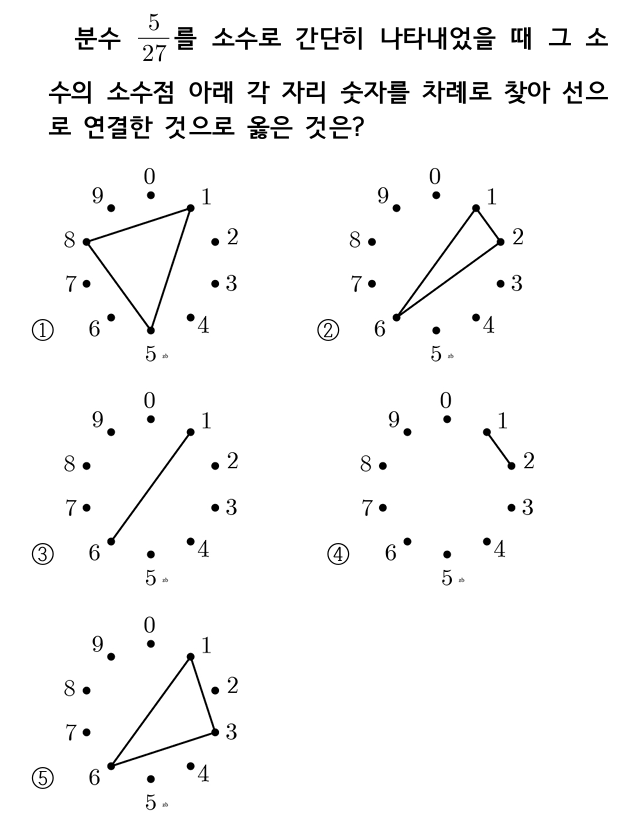 분수 5/27를 소수로 간단히 나타내었을 때 그 소
수의 소수점 아래 각 자리 숫자를 차례로 찾아 선으
로 연결한 것으로 옳은 것은?
① 0 1 2 3 4 5 6 7 8 9
② 0 1 2 3 4 5 6 7 8 9
③ 0 1 2 3 4 5 6 7 8 9
④ 0 1 2 3 4 5 6 7 8 9
⑤ 0 1 2 3 4 5 6 7 8 9